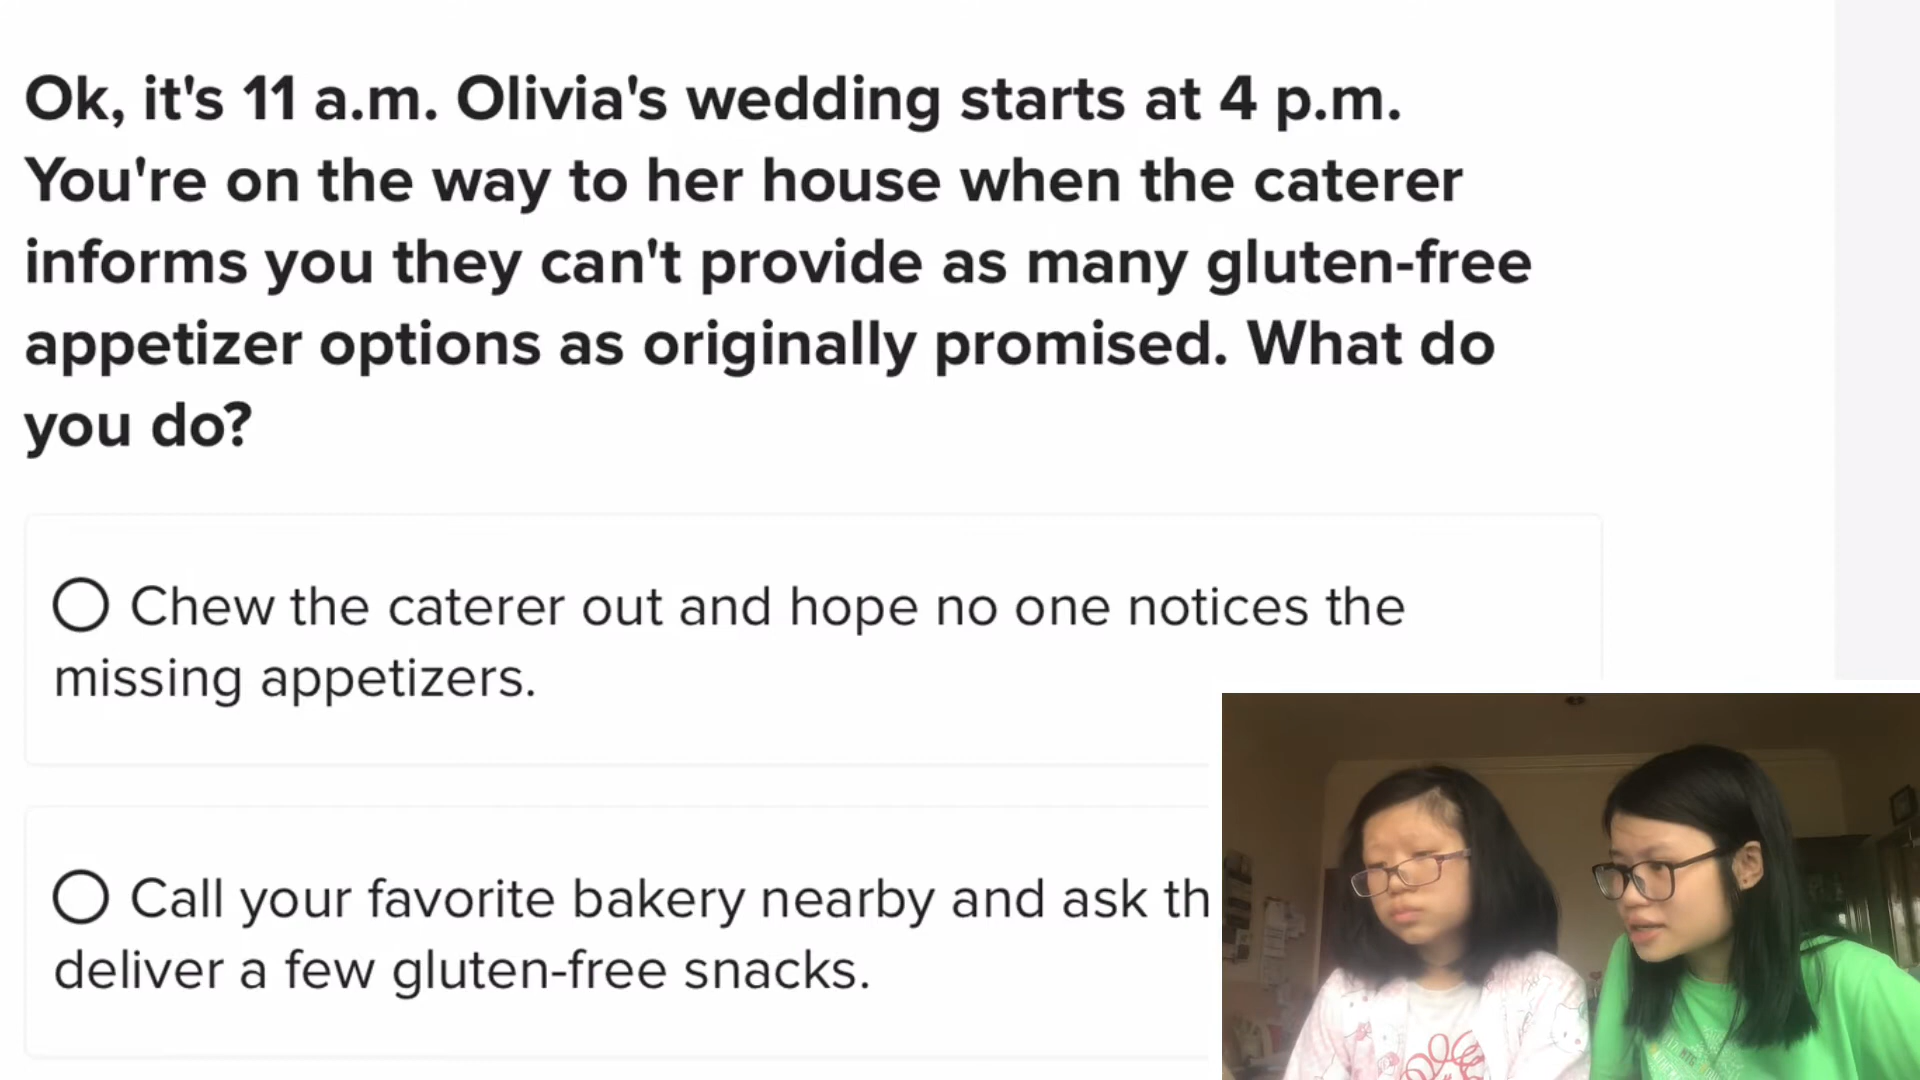 Ok, it's 11 a.m. Olivia's wedding starts at 4 p.m.
You're on the way to her house when the caterer
informs you they can't provide as many gluten-free
appetizer options as originally promised. What do
you do?
Chew the caterer out and hope no one notices the
missing appetizers.
Call your favorite bakery nearby and ask
deliver a few gluten-free snacks.